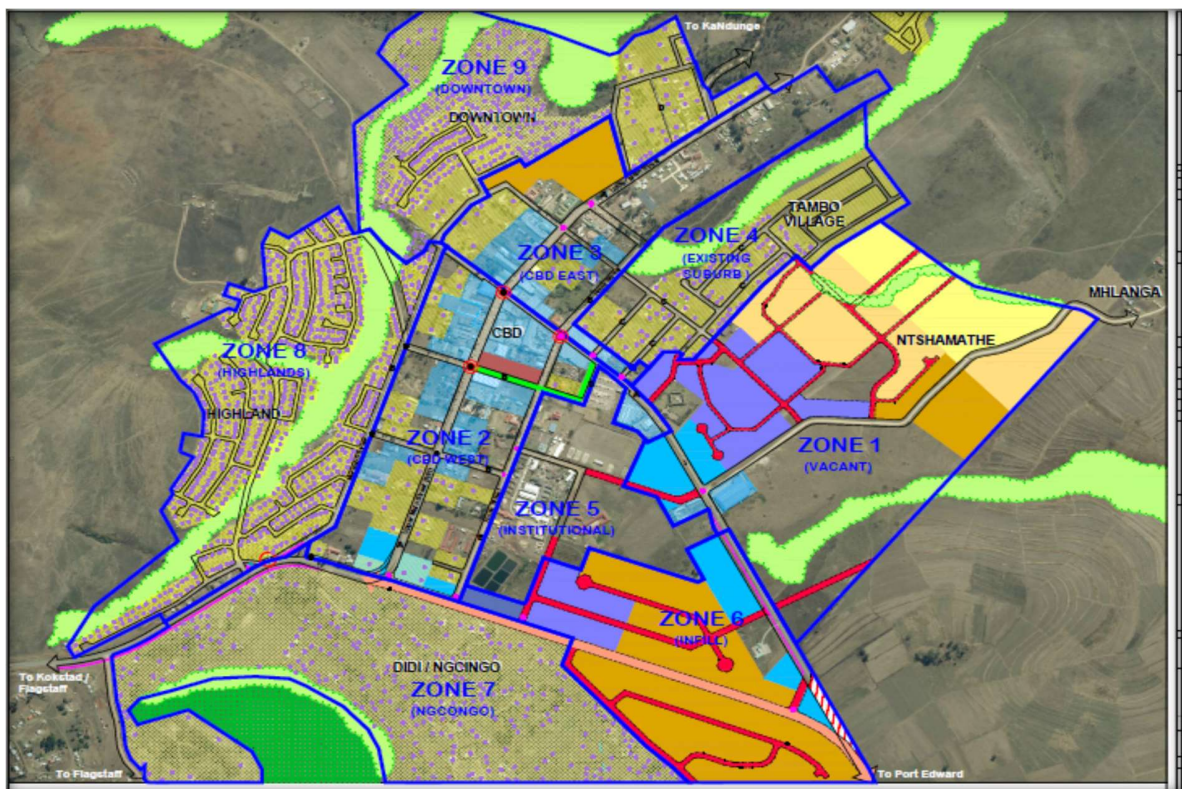 To KaNdunge
ZONE 9
(DOWNTOWN)
DOWNTOWN
TAMBO
VILLAGE
ZONE 4
(EXISTING
SUBURB)
ZONE 3
(CBD EAST)
MHLANGA
CBD
NTSHAMATHE
ZONE 8
(HIGHLANDS)
HIGHLAND
ZONE 2
(CBD WEST)
ZONE 1
(VACANT)
ZONE 5
(INSTITUTIONAL)
ZONE 6
(INFILL)
DIDI / NGCINGO
ZONE 7
(NGCONGO)
To Kokstad /
Flagstaff
To Flagstaff
To Port Edward